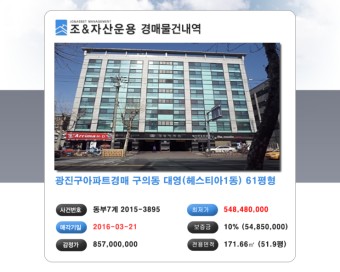 조&자산운용 경매물건내역
광진구아파트경매 구의동 대영(헤스티아1동) 61평형
사건번호 동부7계 2015-3895 최저가 548,480,000
매각기일 2016-03-21 보증금 10% (54,850,000)
감정가 857,000,000 전용면적 171.66㎡ (51.9평)